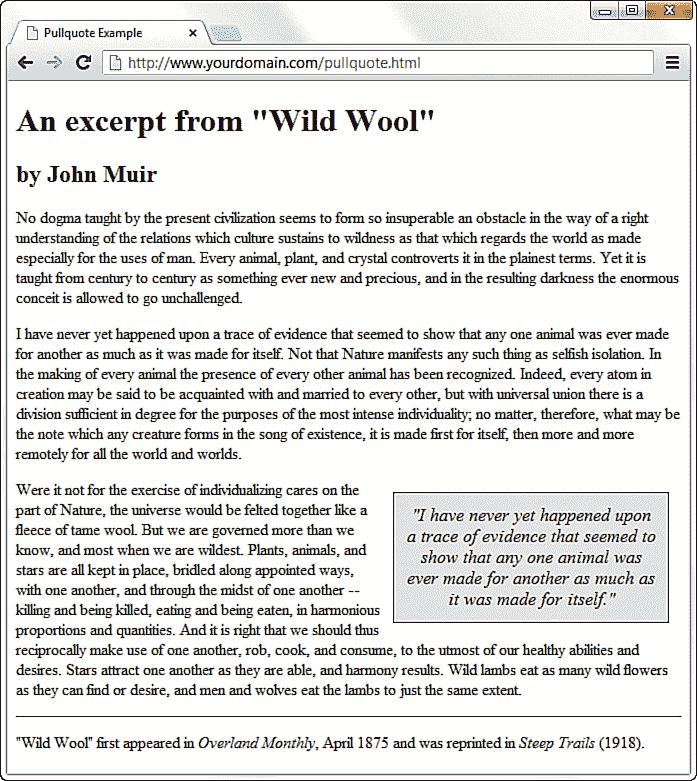 Pullquote Example
http://www.yourdomain.com/pullquote.html
An excerpt from "Wild Wool"
by John Muir
No dogma taught by the present civilization seems to form so insuperable an obstacle in the way of a right
understanding of the relations which culture sustains to wildness as that which regards the world as made
especially for the uses of man. Every animal, plant, and crystal controverts it in the plainest terms. Yet it is
taught from century to century as something ever new and precious, and in the resulting darkness the enormous
conceit is allowed to go unchallenged.
I have never yet happened upon a trace of evidence that seemed to show that any one animal was ever made
for another as much as it was made for itself. Not that Nature manifests any such thing as selfish isolation. In
the making of every animal the presence of every other animal has been recognized. Indeed, every atom in
creation may be said to be acquainted with and married to every other, but with universal union there is a
division sufficient in degree for the purposes of the most intense individuality; no matter, therefore, what may be
the note which any creature forms in the song of existence, it is made first for itself, then more and more
remotely for all the world and worlds.
Were it not for the exercise of individualizing cares on the
part of Nature, the universe would be felted together like a
fleece of tame wool. But we are governed more than we
know, and most when we are wildest. Plants, animals, and
stars are all kept in place, bridled along appointed ways,
with one another, and through the midst of one another --
killing and being killed, eating and being eaten, in harmonious
proportions and quantities. And it is right that we should thus
reciprocally make use of one another, rob, cook, and consume, to the utmost of our healthy abilities and
desires. Stars attract one another as they are able, and harmony results. Wild lambs eat as many wild flowers
as they can find or desire, and men and wolves eat the lambs to just the same extent.
"I have never yet happened upon
a trace of evidence that seemed to
show that any one animal was
ever made for another as much as
it was made for itself."
"Wild Wool" first appeared in Overland Monthly, April 1875 and was reprinted in Steep Trails (1918).